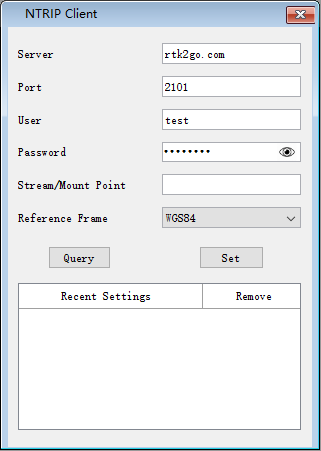 NTRIP Client
Server rtk2go.com
Port 2101
User test
Password ••••••••
Stream/Mount Point
Reference Frame WGS84
Query Set
Recent Settings Remove